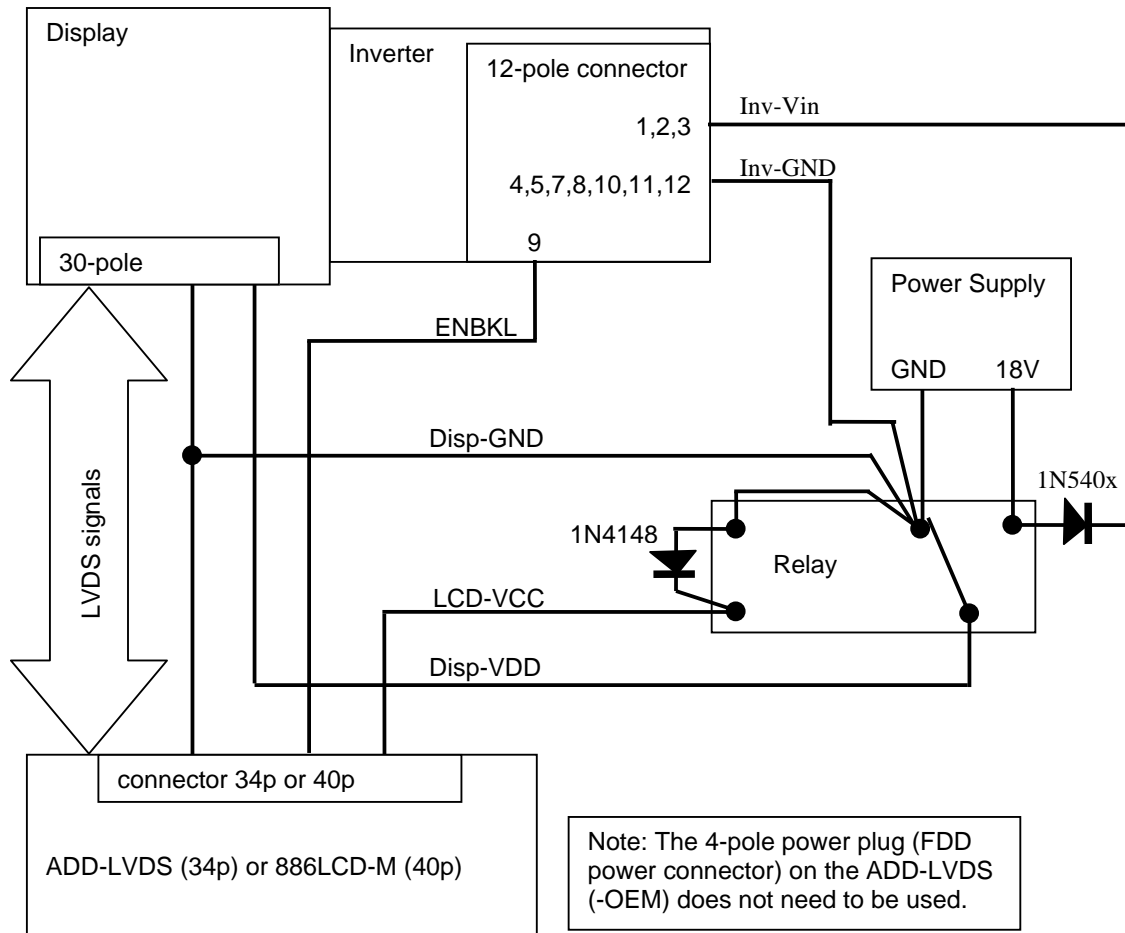 Display
Inverter
12-pole connector
1,2,3
4,5,7,8,10,11,12
9
Inv-Vin
Inv-GND
30-pole
Power Supply
GND
18V
ENBKL
Disp-GND
LVDS signals
1N540x
1N4148
Relay
LCD-VCC
Disp-VDD
connector 34p or 40p
ADD-LVDS (34p) or 886LCD-M (40p)
Note: The 4-pole power plug (FDD
power connector) on the ADD-LVDS
(-OEM) does not need to be used.